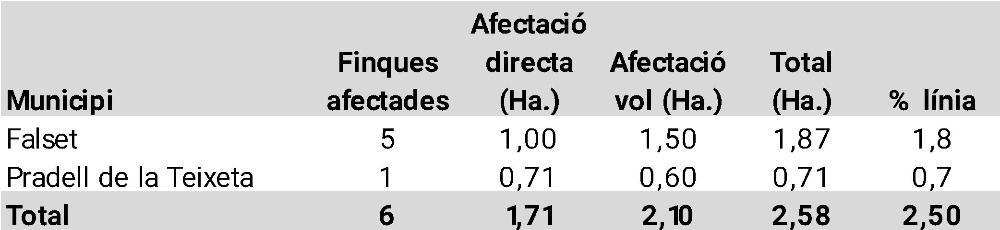 Afectació
Finques directa Afectació Total
Municipi afectades (Ha.) vol (Ha.) (Ha.) % línia
Falset 5 1,00 1,50 1,87 1,8
Pradell de la Teixeta 1 0,71 0,60 0,71 0,7
Total 6 1,71 2,10 2,58 2,50